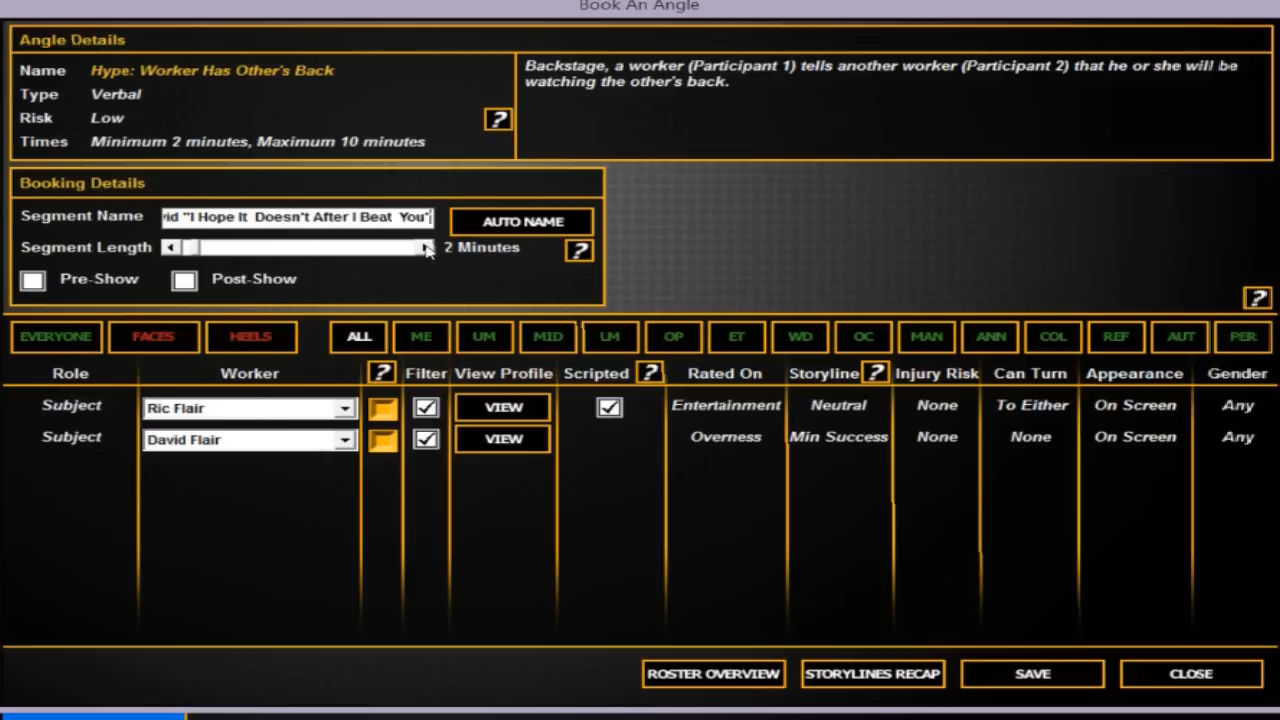 Book An Angle
Angle Details
Name Hype: Worker Has Other's Back
Type Verbal
Risk Low
?
Times Minimum 2 minutes, Maximum 10 minutes
Backstage, a worker (Participant 1) tells another worker (Participant 2) that he or she will be
watching the other's back.
Booking Details
Segment Name rid "I Hope It Doesn't After I Beat You" AUTO NAME
Segment Length 2 Minutes ?
Pre-Show Post-Show
?
EVERYONE FACES HEELS ALL ME UM MID LM OP ET WD OC MAN ANN COL REF AUT PER
Role Worker ? Filter View Profile Scripted ? Rated On Storyline ? Injury Risk Can Turn Appearance Gender
Subject Ric Flair VIEW Entertainment Neutral None To Either On Screen Any
Subject David Flair VIEW Overness Min Success None None On Screen Any
ROSTER OVERVIEW STORYLINES RECAP SAVE CLOSE